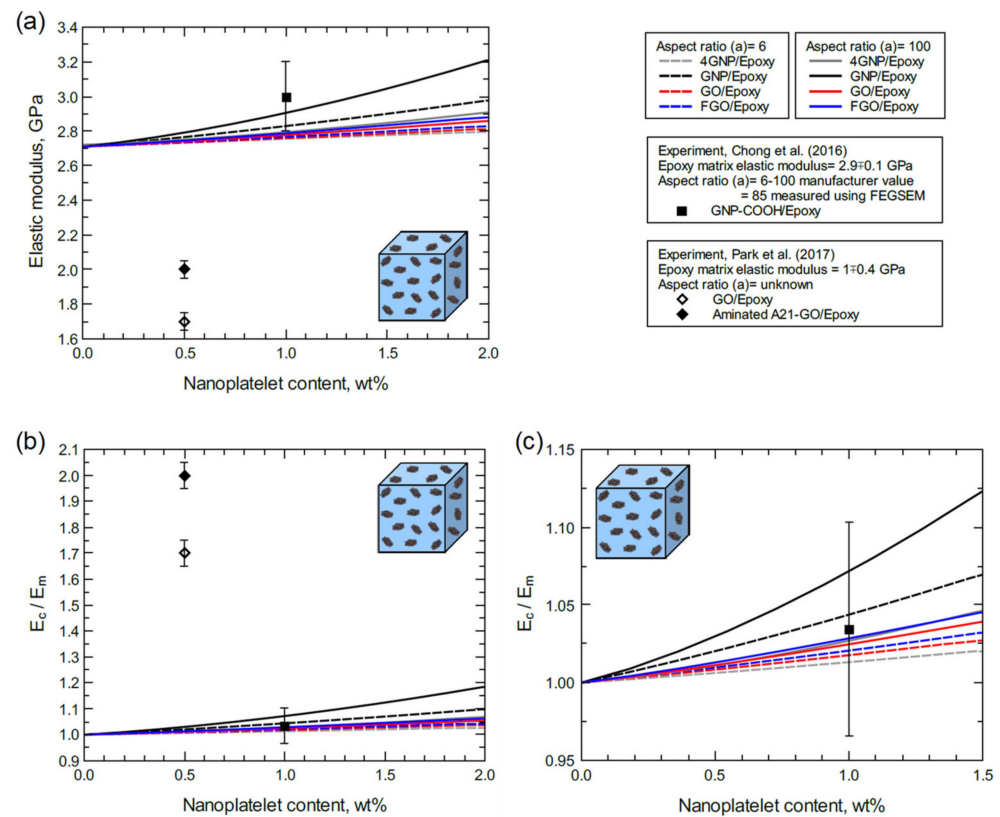 (a)
3.4
3.2
3.0
2.8
2.6
2.4
2.2
2.0
1.8
1.6
Elastic modulus, GPa
0.0 0.5 1.0 1.5 2.0
Nanoplatelet content, wt%
Aspect ratio (a)= 6
4GNP/Epoxy
GNP/Epoxy
GO/Epoxy
FGO/Epoxy
Aspect ratio (a)= 100
4GNP/Epoxy
GNP/Epoxy
GO/Epoxy
FGO/Epoxy
Experiment, Chong et al. (2016)
Epoxy matrix elastic modulus= 2.9∓0.1 GPa
Aspect ratio (a)= 6-100 manufacturer value
= 85 measured using FEGSEM
GNP-COOH/Epoxy
Experiment, Park et al. (2017)
Epoxy matrix elastic modulus = 1∓0.4 GPa
Aspect ratio (a)= unknown
GO/Epoxy
Aminated A21-GO/Epoxy
(b)
2.1
2.0
1.9
1.8
1.7
1.6
1.5
1.4
1.3
1.2
1.1
1.0
0.9
Ec / Em
0.0 0.5 1.0 1.5 2.0
Nanoplatelet content, wt%
(c)
1.15
1.10
1.05
1.00
0.95
Ec / Em
0.0 0.5 1.0 1.5
Nanoplatelet content, wt%